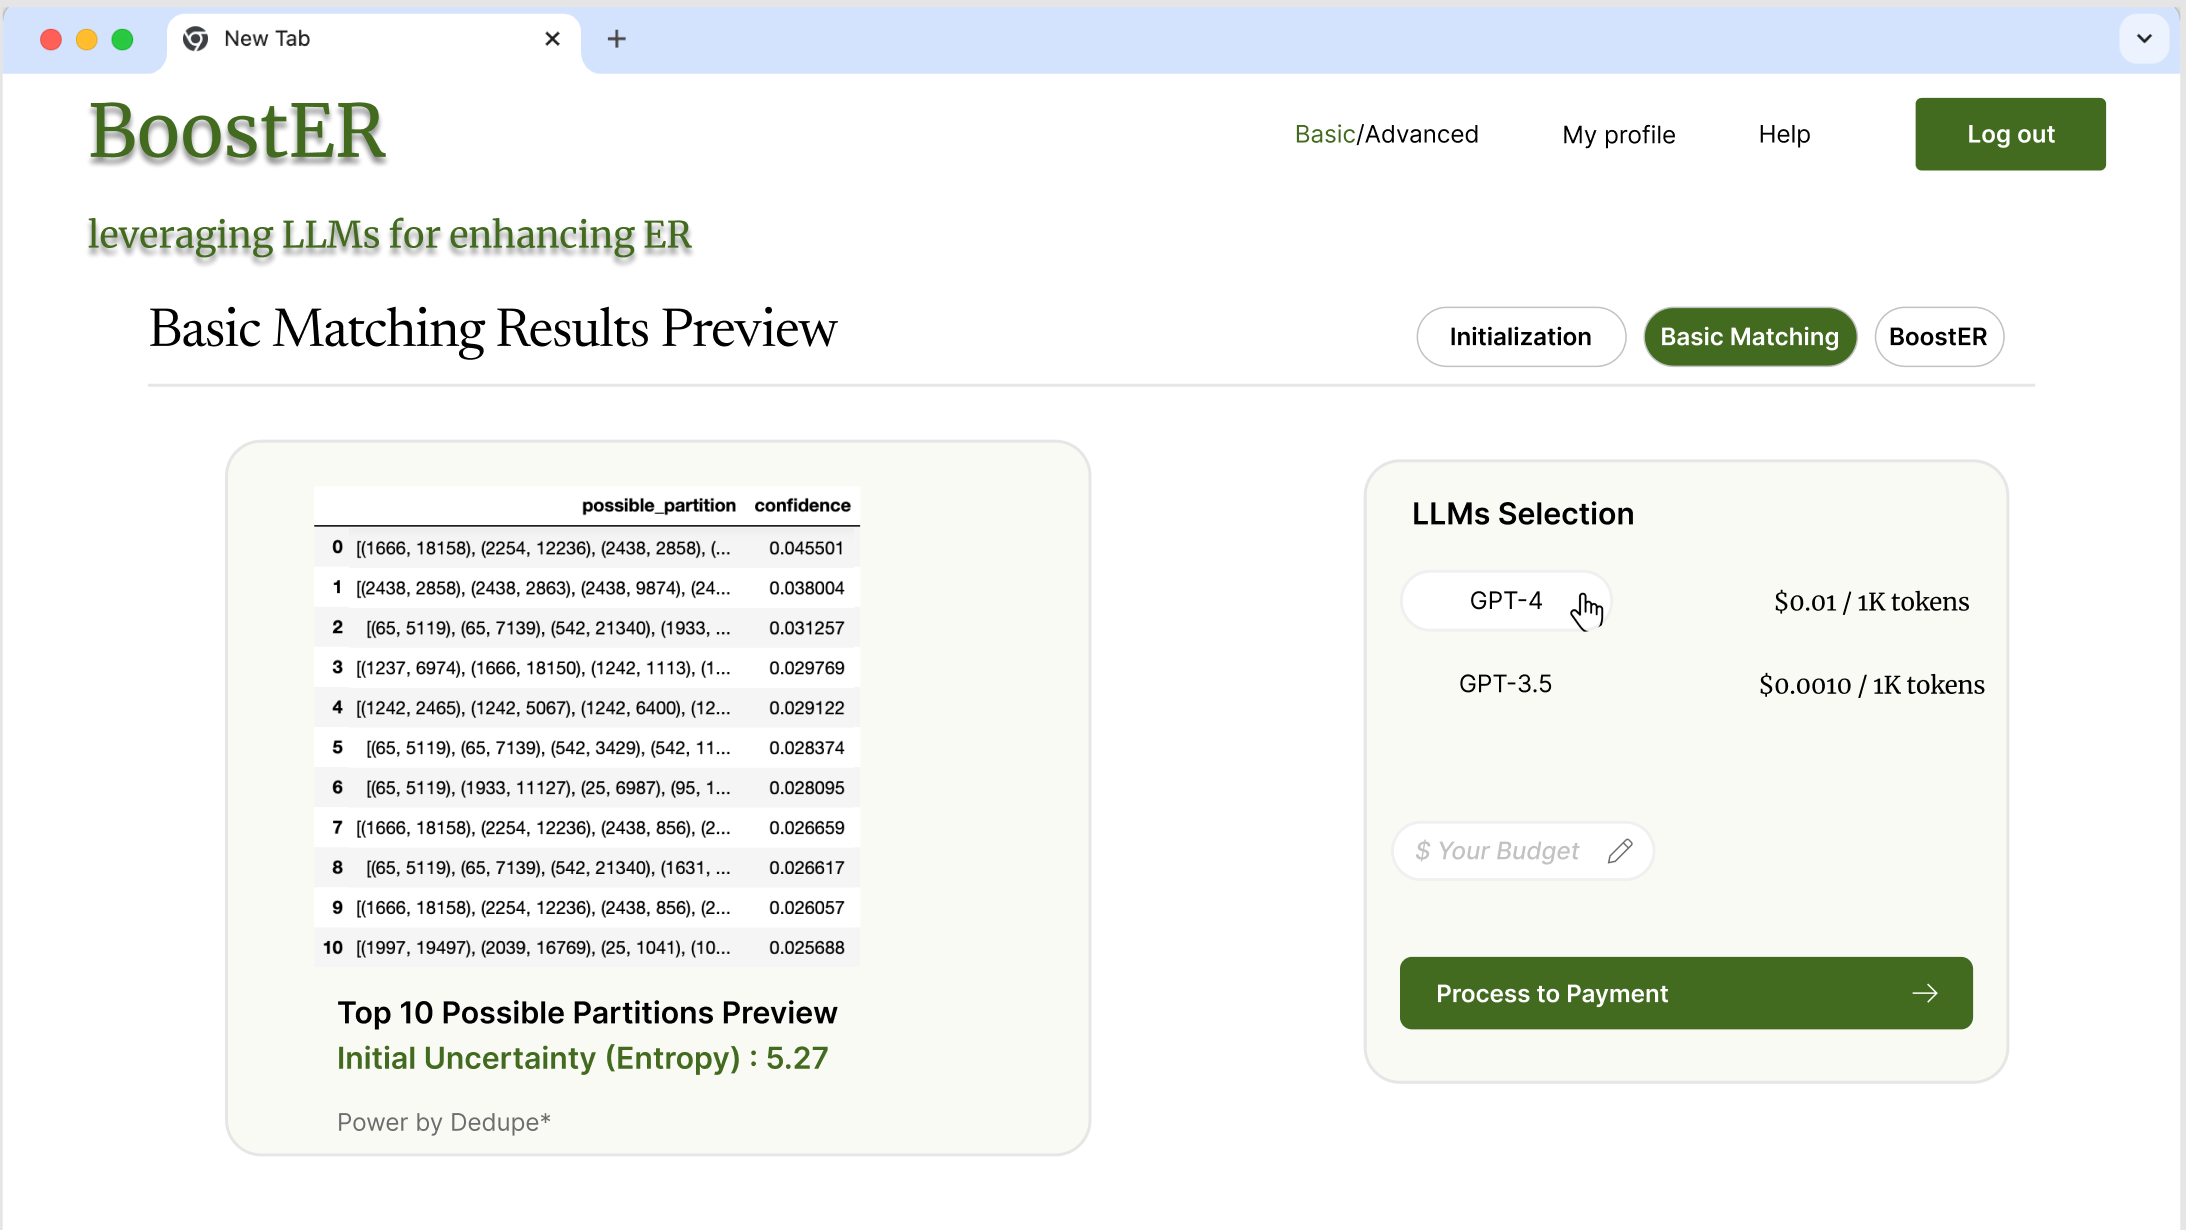 New Tab
BoostER
Basic/Advanced
My profile
Help
Log out
leveraging LLMs for enhancing ER
Basic Matching Results Preview
Initialization
Basic Matching
BoostER
possible_partition confidence
0 [(1666, 18158), (2254, 12236), (2438, 2858), (... 0.045501
1 [(2438, 2858), (2438, 2863), (2438, 9874), (24... 0.038004
2 [(65, 5119), (65, 7139), (542, 21340), (1933, ... 0.031257
3 [(1237, 6974), (1666, 18150), (1242, 1113), (1... 0.029769
4 [(1242, 2465), (1242, 5067), (1242, 6400), (12... 0.029122
5 [(65, 5119), (65, 7139), (542, 3429), (542, 11... 0.028374
6 [(65, 5119), (1933, 11127), (25, 6987), (95, 1... 0.028095
7 [(1666, 18158), (2254, 12236), (2438, 856), (2... 0.026659
8 [(65, 5119), (65, 7139), (542, 21340), (1631, ... 0.026617
9 [(1666, 18158), (2254, 12236), (2438, 856), (2... 0.026057
10 [(1997, 19497), (2039, 16769), (25, 1041), (10... 0.025688
Top 10 Possible Partitions Preview
Initial Uncertainty (Entropy) : 5.27
Power by Dedupe*
LLMs Selection
GPT-4 $0.01 / 1K tokens
GPT-3.5 $0.0010 / 1K tokens
$ Your Budget
Process to Payment